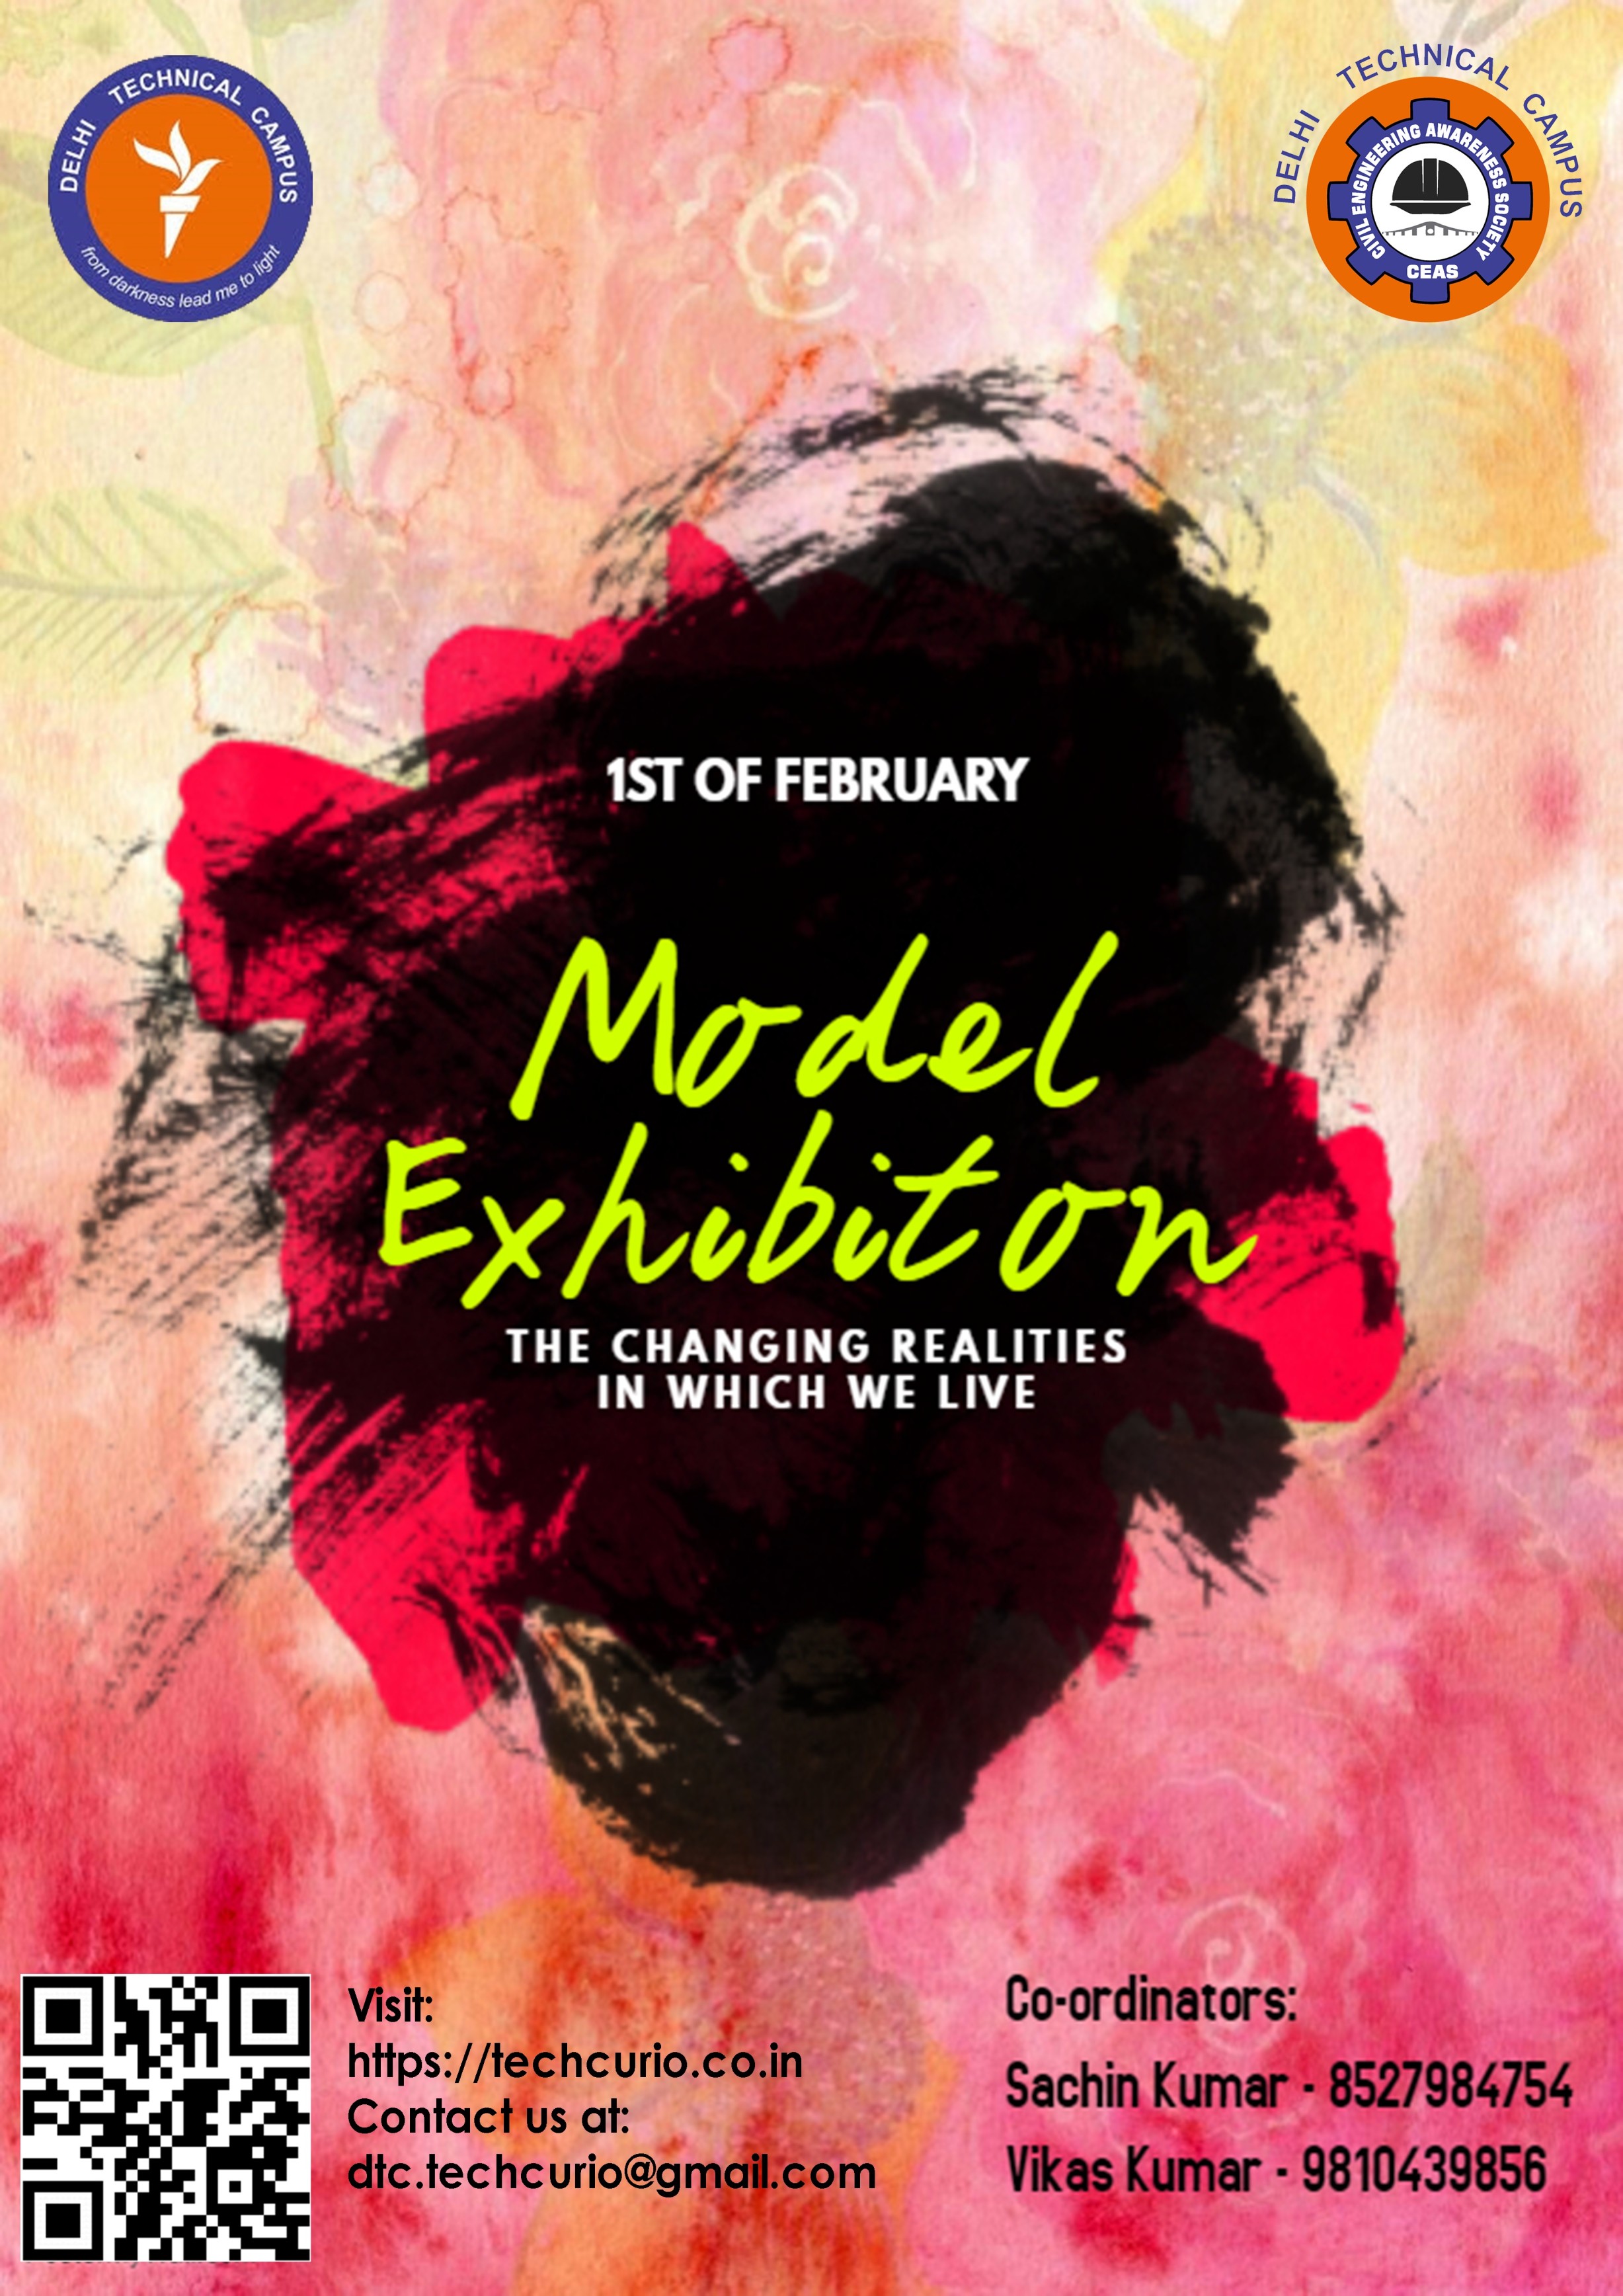 DELHI TECHNICAL CAMPUS
from darkness lead me to light
DELHI TECHNICAL CAMPUS
CIVIL ENGINEERING AWARENESS SOCIETY
CEAS
1ST OF FEBRUARY
Model
Exhibiton
THE CHANGING REALITIES
IN WHICH WE LIVE
Visit:
https://techcurio.co.in
Contact us at:
dtc.techcurio@gmail.com
Co-ordinators:
Sachin Kumar - 8527984754
Vikas Kumar - 9810439856